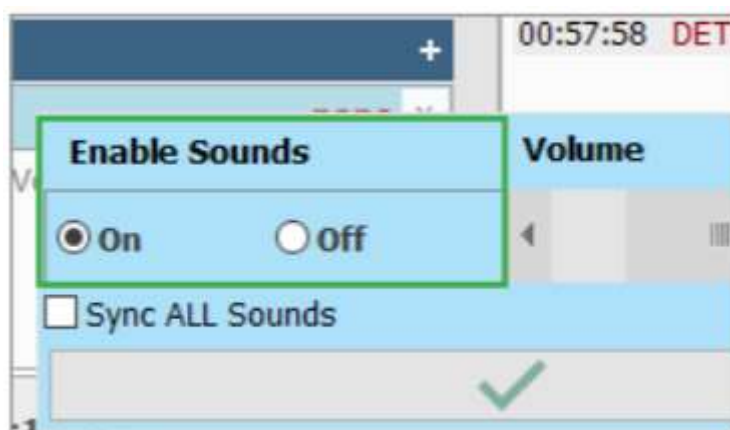 +
00:57:58 DET
Enable Sounds
Volume
On
Off
Sync ALL Sounds